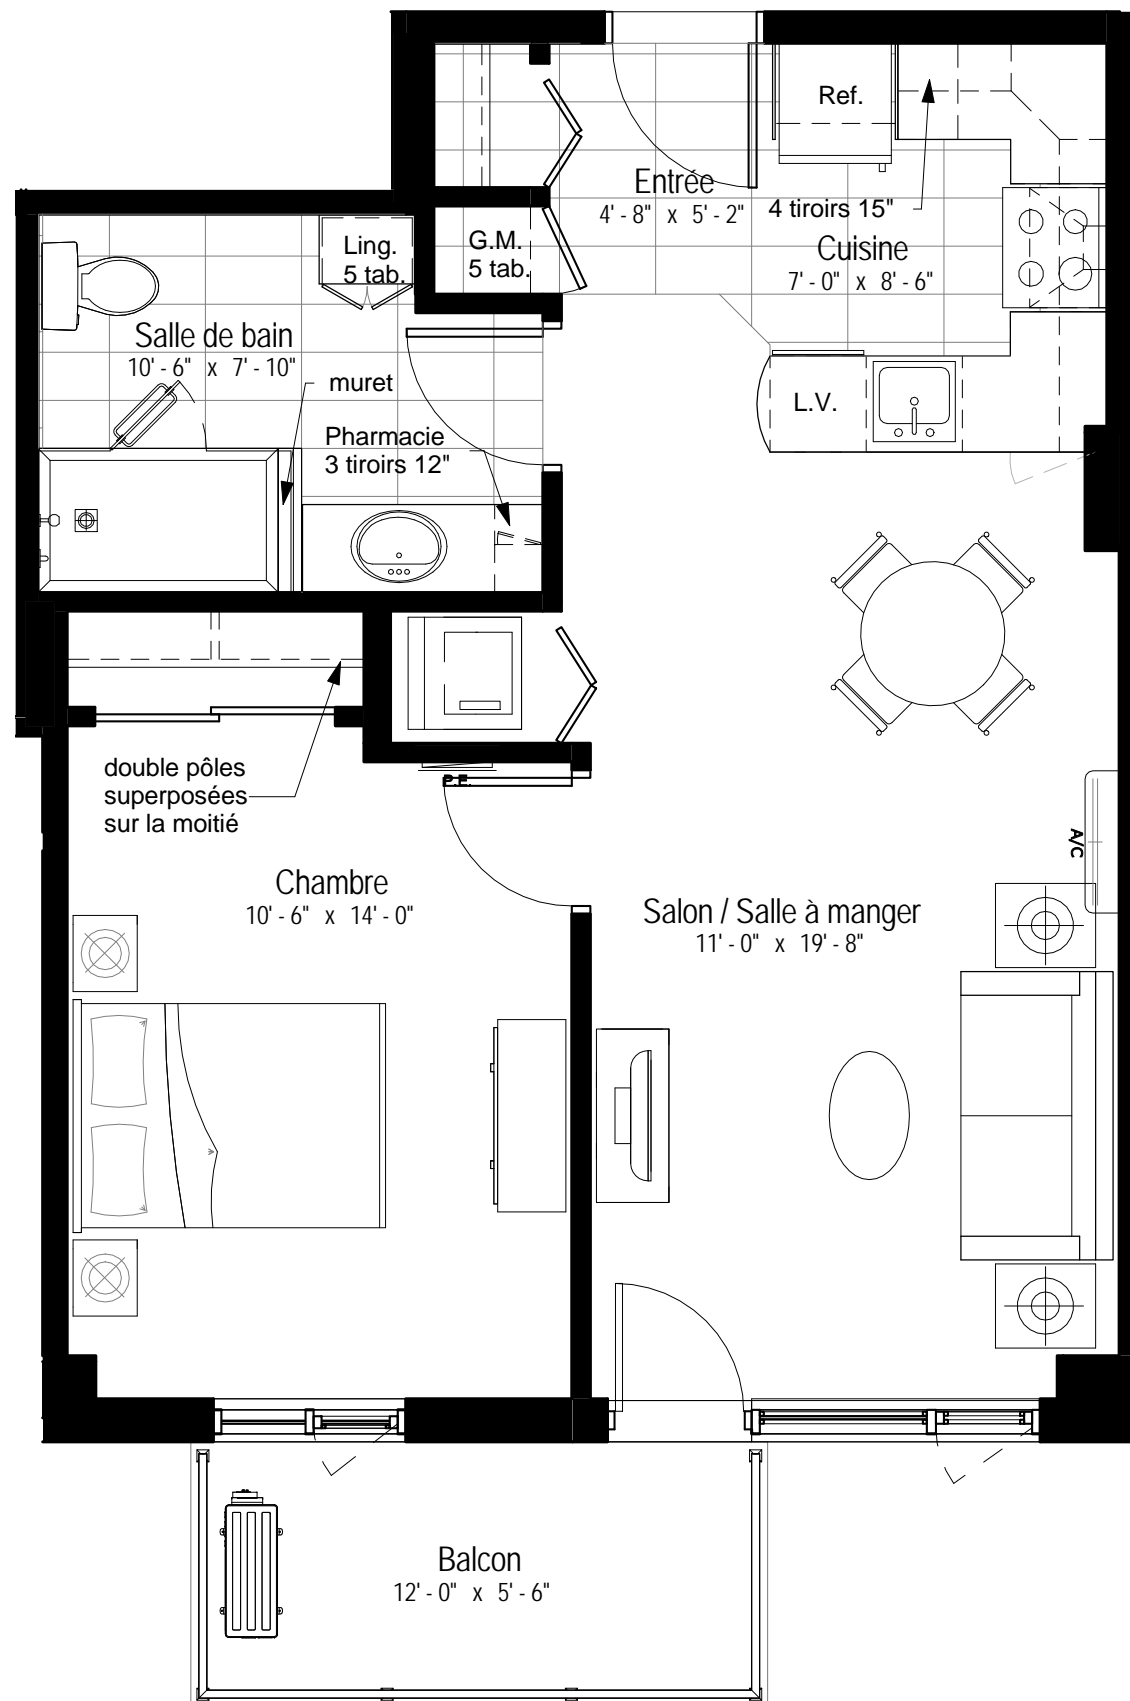 Ref.
Entrée
4' - 8" x 5' - 2"
4 tiroirs 15"
Cuisine
7' - 0" x 8' - 6"
G.M.
5 tab.
Ling.
5 tab.
Salle de bain
10' - 6" x 7' - 10"
muret
L.V.
Pharmacie
3 tiroirs 12"
double pôles
superposées
sur la moitié
P.E.
A/C
Chambre
10' - 6" x 14' - 0"
Salon / Salle à manger
11' - 0" x 19' - 8"
Balcon
12' - 0" x 5' - 6"